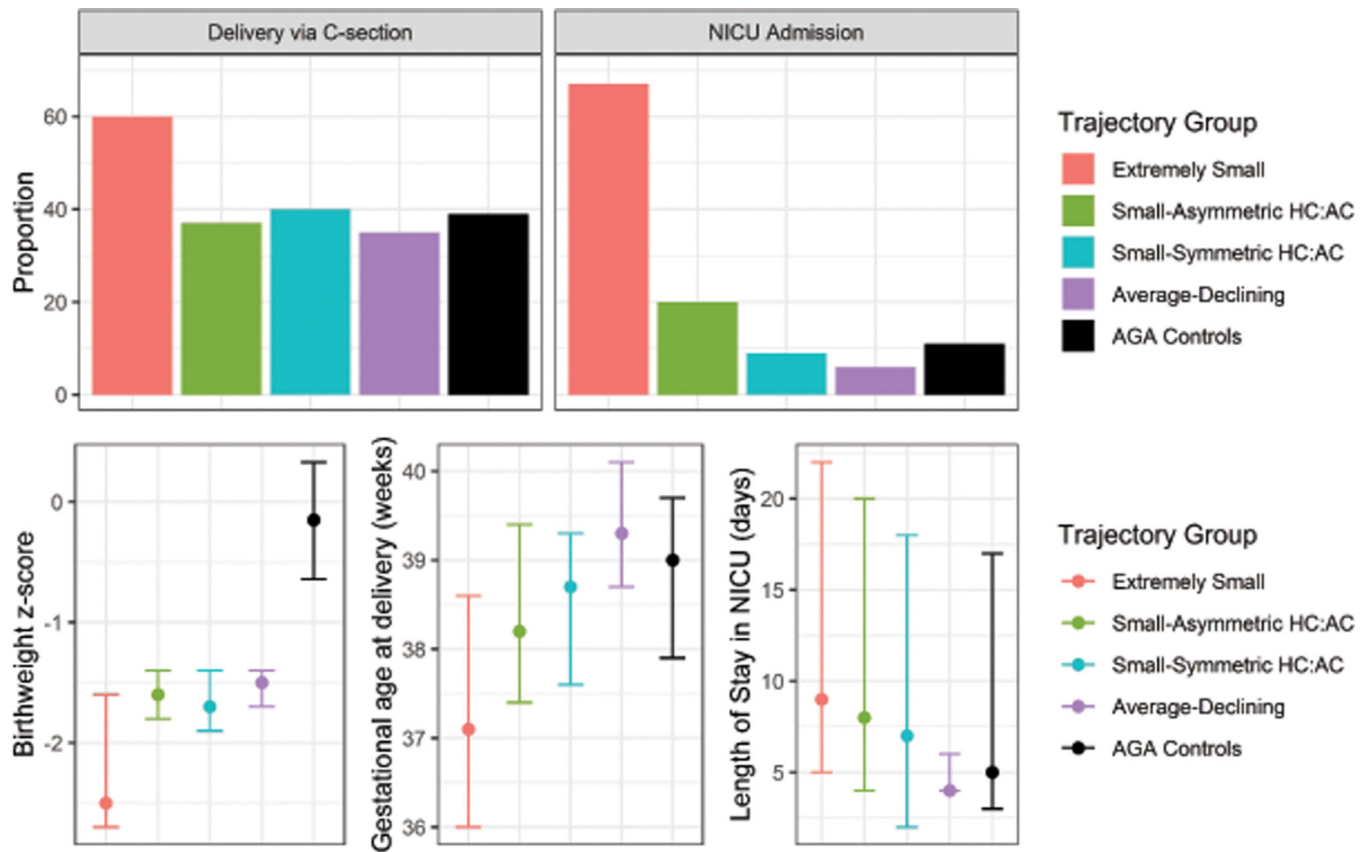 Delivery via C-section
NICU Admission
Proportion
60
40
20
0
Trajectory Group
Extremely Small
Small-Asymmetric HC:AC
Small-Symmetric HC:AC
Average-Declining
AGA Controls
Birthweight z-score
0
-1
-2
Gestational age at delivery (weeks)
40
39
38
37
36
Length of Stay in NICU (days)
20
15
10
5
Trajectory Group
Extremely Small
Small-Asymmetric HC:AC
Small-Symmetric HC:AC
Average-Declining
AGA Controls